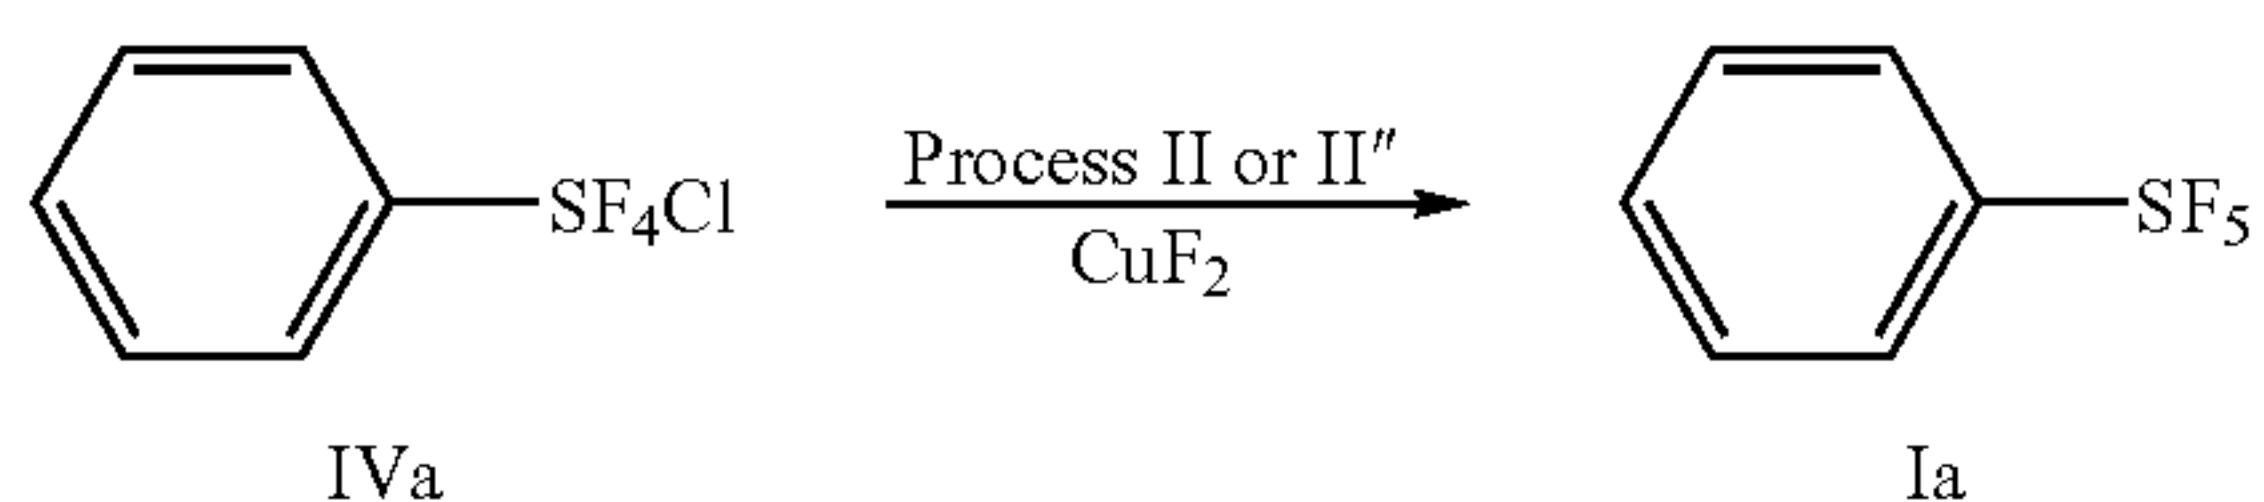 Process II or II″
SF₄Cl
CuF₂
SF₅
IVa
Ia